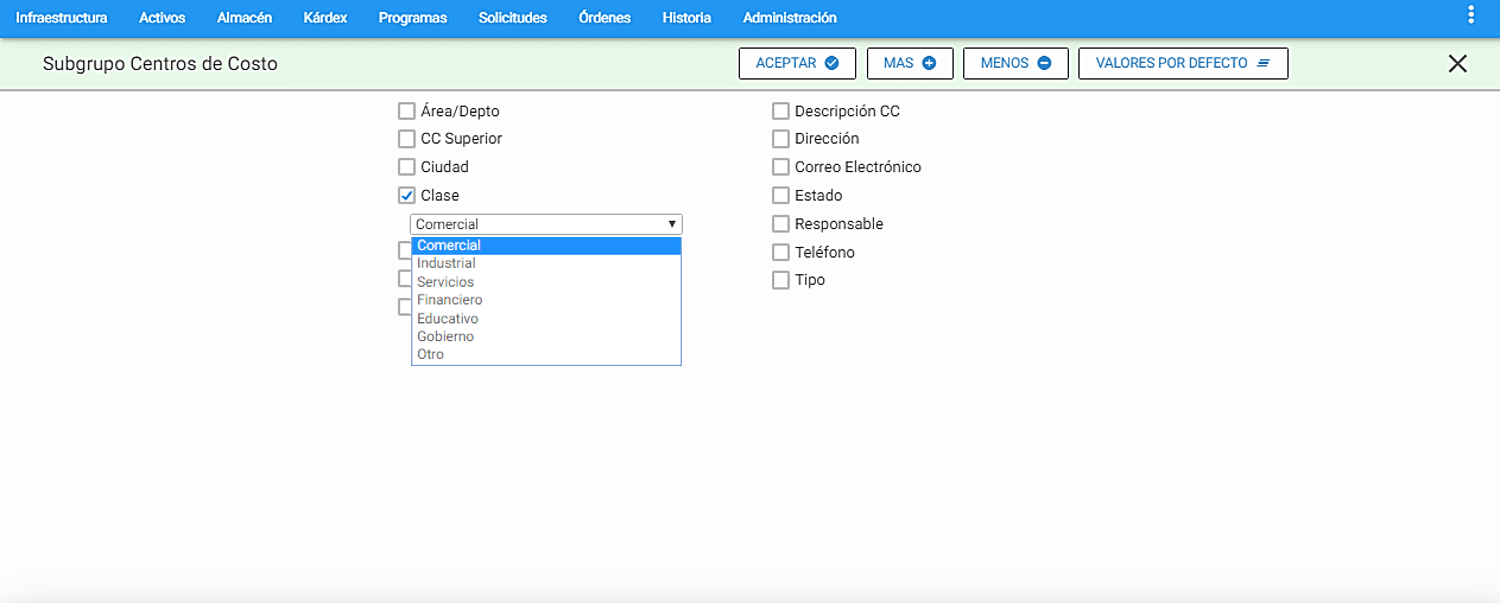 Infraestructura Activos Almacén Kárdex Programas Solicitudes Órdenes Historia Administración
Subgrupo Centros de Costo ACEPTAR MAS MENOS VALORES POR DEFECTO
Área/Depto
CC Superior
Ciudad
Clase
Comercial
Comercial
Industrial
Servicios
Financiero
Educativo
Gobierno
Otro
Descripción CC
Dirección
Correo Electrónico
Estado
Responsable
Teléfono
Tipo